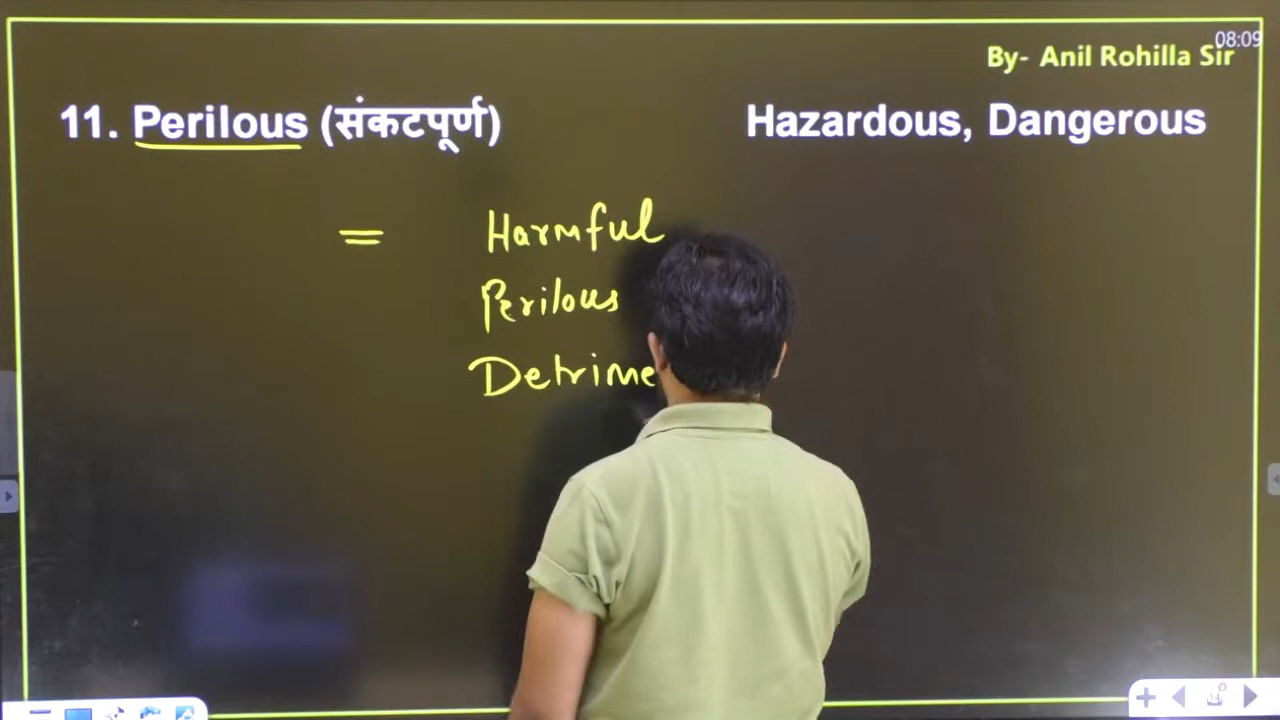 08:09
By- Anil Rohilla Sir
11. Perilous (संकटपूर्ण) Hazardous, Dangerous
= Harmful
Perilous
Detrime